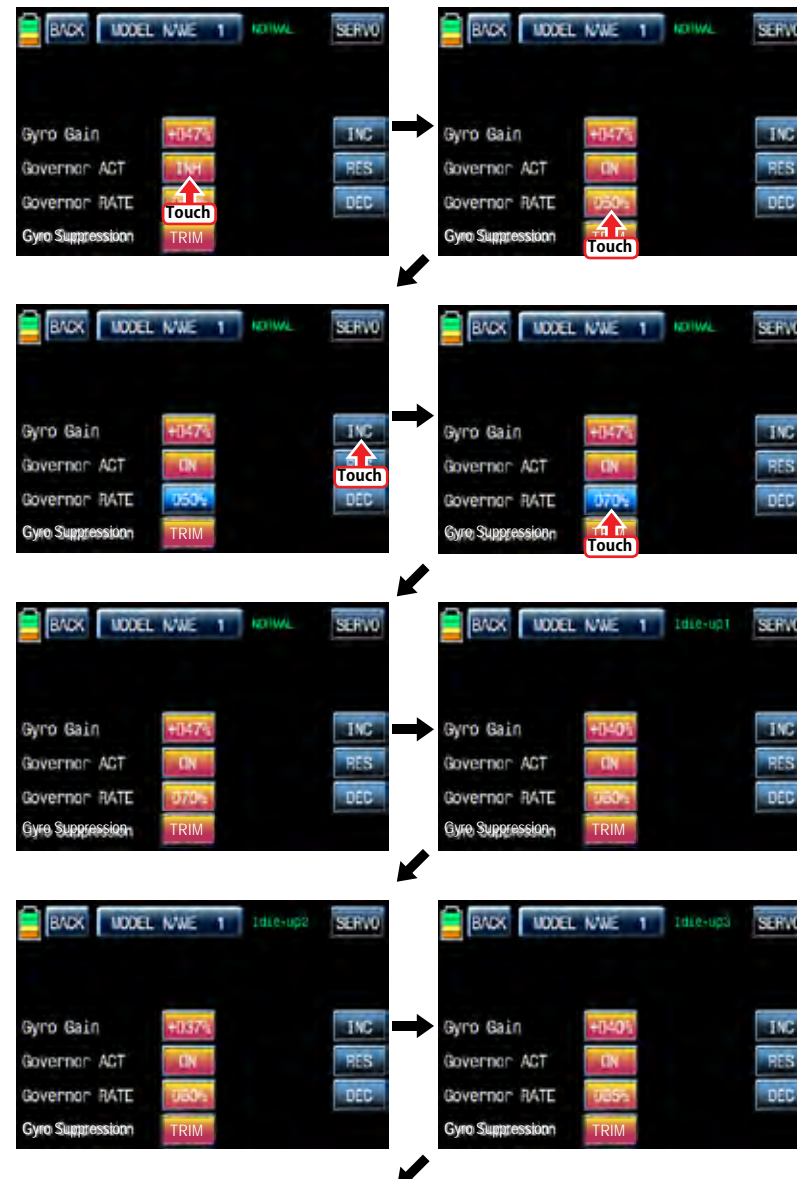 BACK MODEL NAME 1 NORMAL SERVO
Gyro Gain +047% INC
Governor ACT INH RES
Governor RATE DEC
Touch
Gyro Suppression TRIM
BACK MODEL NAME 1 NORMAL SERVO
Gyro Gain +047% INC
Governor ACT ON RES
Governor RATE 050% DEC
Gyro Suppression
Touch
BACK MODEL NAME 1 NORMAL SERVO
Gyro Gain +047% INC
Governor ACT ON
Touch
Governor RATE 050% DEC
Gyro Suppression TRIM
BACK MODEL NAME 1 NORMAL SERVO
Gyro Gain +047% INC
Governor ACT ON RES
Governor RATE 070% DEC
Gyro Suppression
Touch
BACK MODEL NAME 1 NORMAL SERVO
Gyro Gain +047% INC
Governor ACT ON RES
Governor RATE 070% DEC
Gyro Suppression TRIM
BACK MODEL NAME 1 Idle-up1 SERVO
Gyro Gain +040% INC
Governor ACT ON RES
Governor RATE DEC
Gyro Suppression TRIM
BACK MODEL NAME 1 Idle-up2 SERVO
Gyro Gain +037% INC
Governor ACT ON RES
Governor RATE DEC
Gyro Suppression TRIM
BACK MODEL NAME 1 Idle-up3 SERVO
Gyro Gain +040% INC
Governor ACT ON RES
Governor RATE DEC
Gyro Suppression TRIM